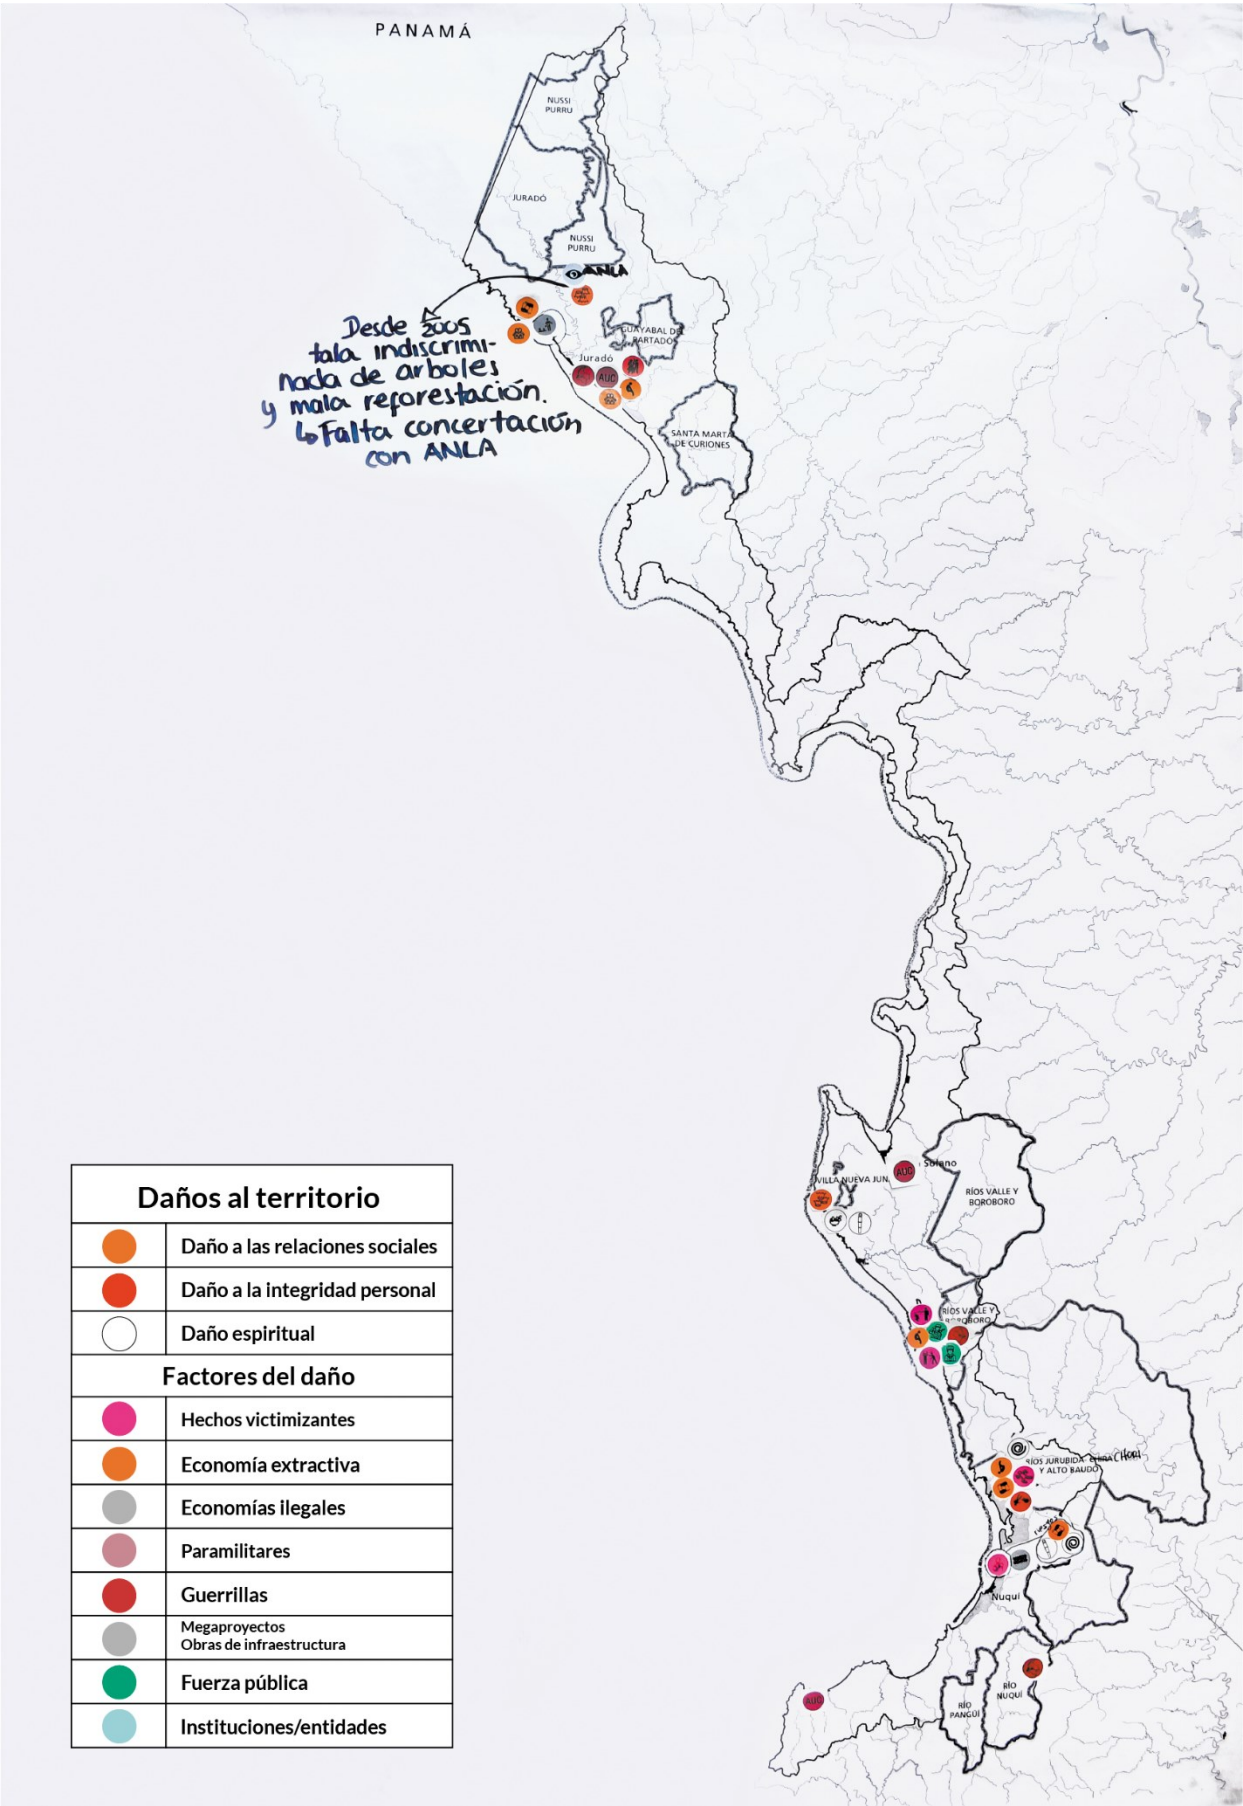 PANAMÁ
NUSSI
PURRU
JURADÓ
NUSSI
PURRU
ANLA
Desde 2005
tala indiscrimi-
nada de arboles
y mala reforestación.
↳ Falta concertación
con ANLA
GUAYABAL DE
PARTADÓ
Juradó
AUC
SANTA MARTA
DE CURIONES
AUC
Solano
VILLA NUEVA JUN.
RÍOS VALLE Y
BOROBORO
RÍOS VALLE Y
BOROBORO
RÍOS JURUBIDA-CHORI
Y ALTO BAUDÓ
Nuquí
RÍO
NUQUÍ
RÍO
PANGÜÍ
AUC
Daños al territorio
Daño a las relaciones sociales
Daño a la integridad personal
Daño espiritual
Factores del daño
Hechos victimizantes
Economía extractiva
Economías ilegales
Paramilitares
Guerrillas
Megaproyectos
Obras de infraestructura
Fuerza pública
Instituciones/entidades